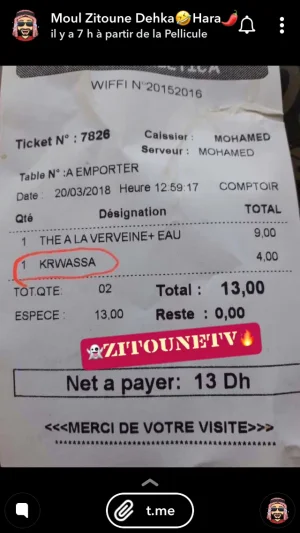 Moul Zitoune Dehka🤣Hara🌶️
il y a 7 h à partir de la Pellicule
WIFFI N°20152016
Ticket N° : 7826 Caissier : MOHAMED
Serveur : MOHAMED
Table N° :A EMPORTER
Date : 20/03/2018 Heure 12:59:17 COMPTOIR
Qté Désignation TOTAL
1 THE A LA VERVEINE+ EAU 9,00
1 KRWASSA 4,00
TOT.QTE: 02 Total : 13,00
ESPECE : 13,00 Reste : 0,00
👻ZITOUNETV🔥
Net a payer: 13 Dh
<<<MERCI DE VOTRE VISITE>>>
t.me